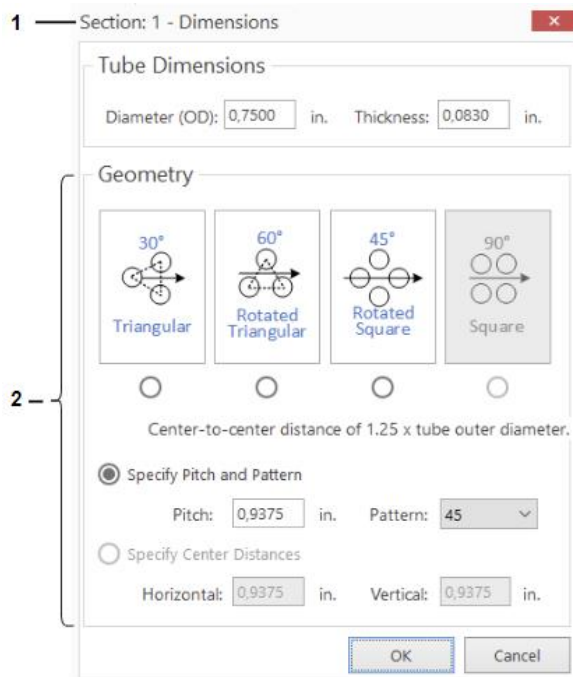 1
Section: 1 - Dimensions
Tube Dimensions
Diameter (OD): 0,7500 in. Thickness: 0,0830 in.
2
Geometry
30° 60° 45° 90°
Triangular Rotated Triangular Rotated Square Square
Center-to-center distance of 1.25 x tube outer diameter.
Specify Pitch and Pattern
Pitch: 0,9375 in. Pattern: 45
Specify Center Distances
Horizontal: 0,9375 in. Vertical: 0,9375 in.
OK Cancel